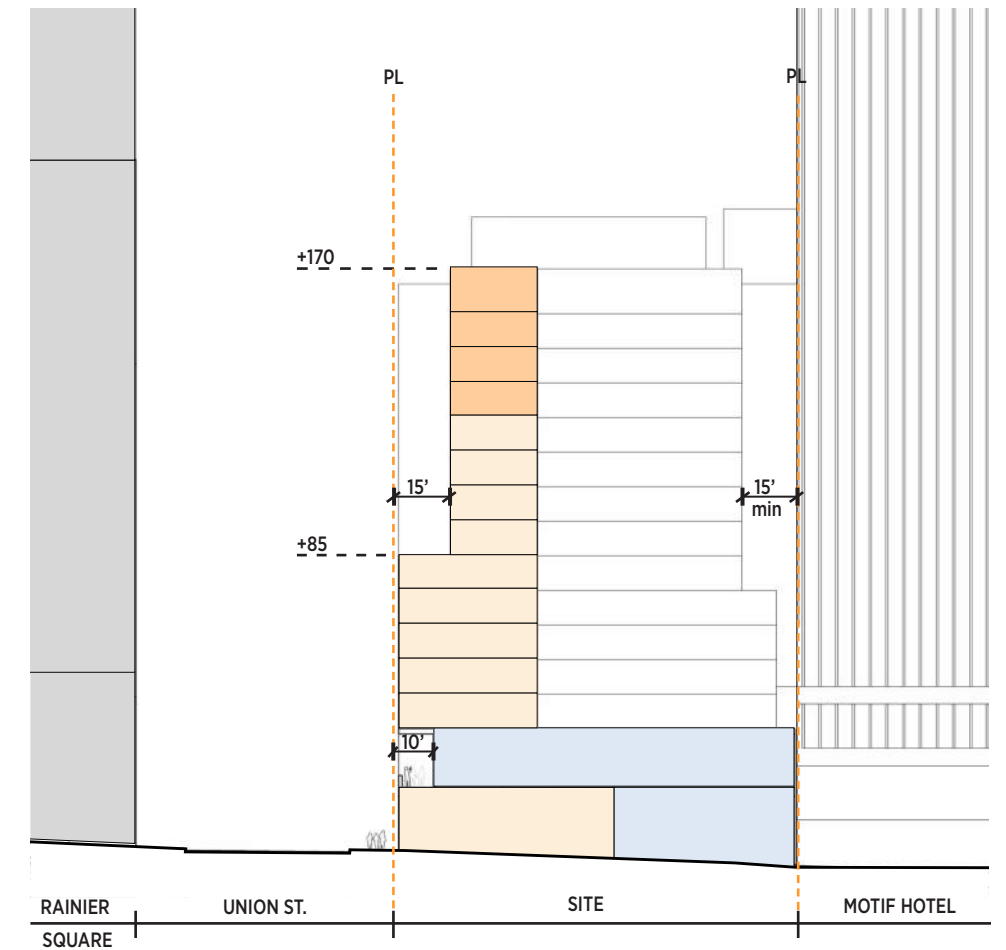 PL
PL
+170
15’
15’
min
+85
10’
RAINIER
SQUARE
UNION ST.
SITE
MOTIF HOTEL